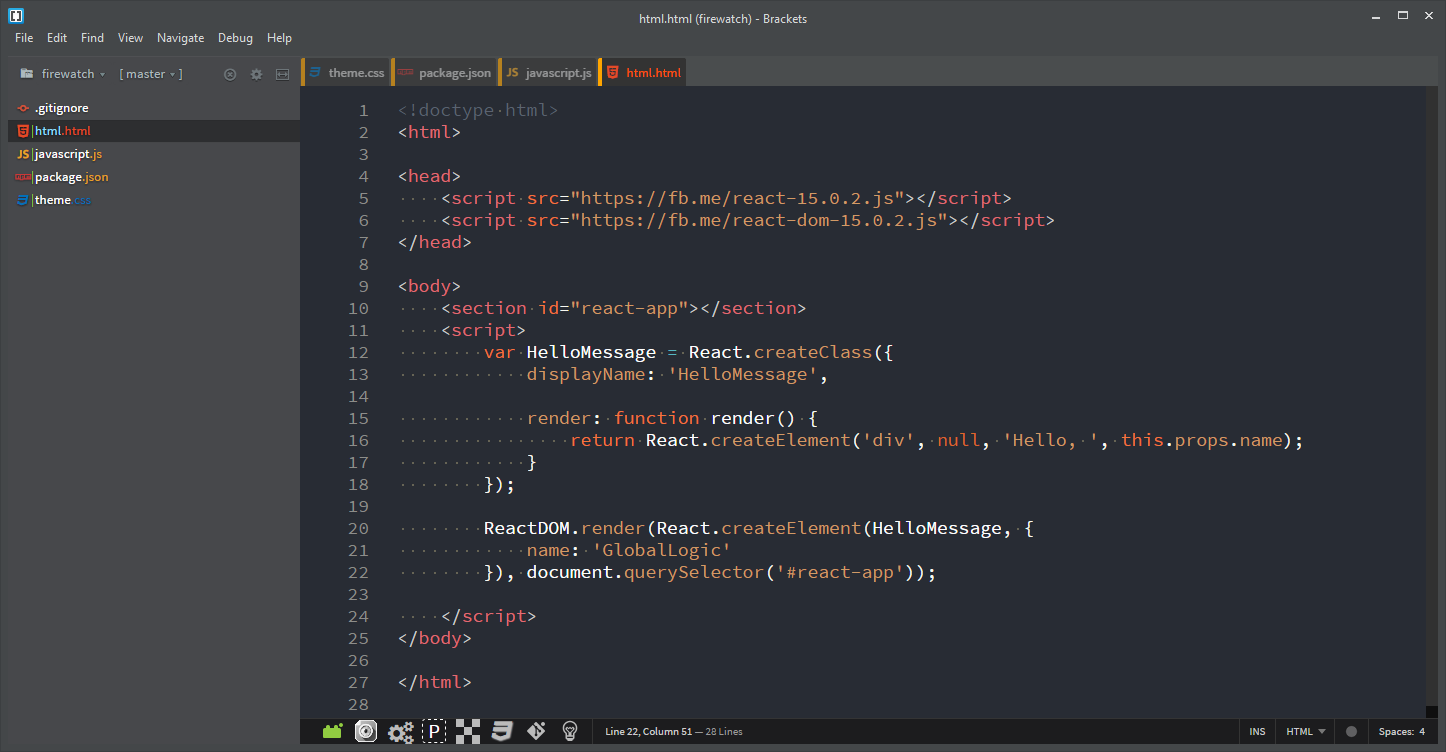 html.html (firewatch) - Brackets
File Edit Find View Navigate Debug Help
firewatch [ master ]
.gitignore
html.html
JS javascript.js
package.json
theme.css
theme.css package.json JS javascript.js html.html
1 <!doctype html>
2 <html>
3
4 <head>
5 <script src="https://fb.me/react-15.0.2.js"></script>
6 <script src="https://fb.me/react-dom-15.0.2.js"></script>
7 </head>
8
9 <body>
10 <section id="react-app"></section>
11 <script>
12 var HelloMessage = React.createClass({
13 displayName: 'HelloMessage',
14
15 render: function render() {
16 return React.createElement('div', null, 'Hello, ', this.props.name);
17 }
18 });
19
20 ReactDOM.render(React.createElement(HelloMessage, {
21 name: 'GlobalLogic'
22 }), document.querySelector('#react-app'));
23
24 </script>
25 </body>
26
27 </html>
28
P
Line 22, Column 51 — 28 Lines
INS HTML Spaces: 4